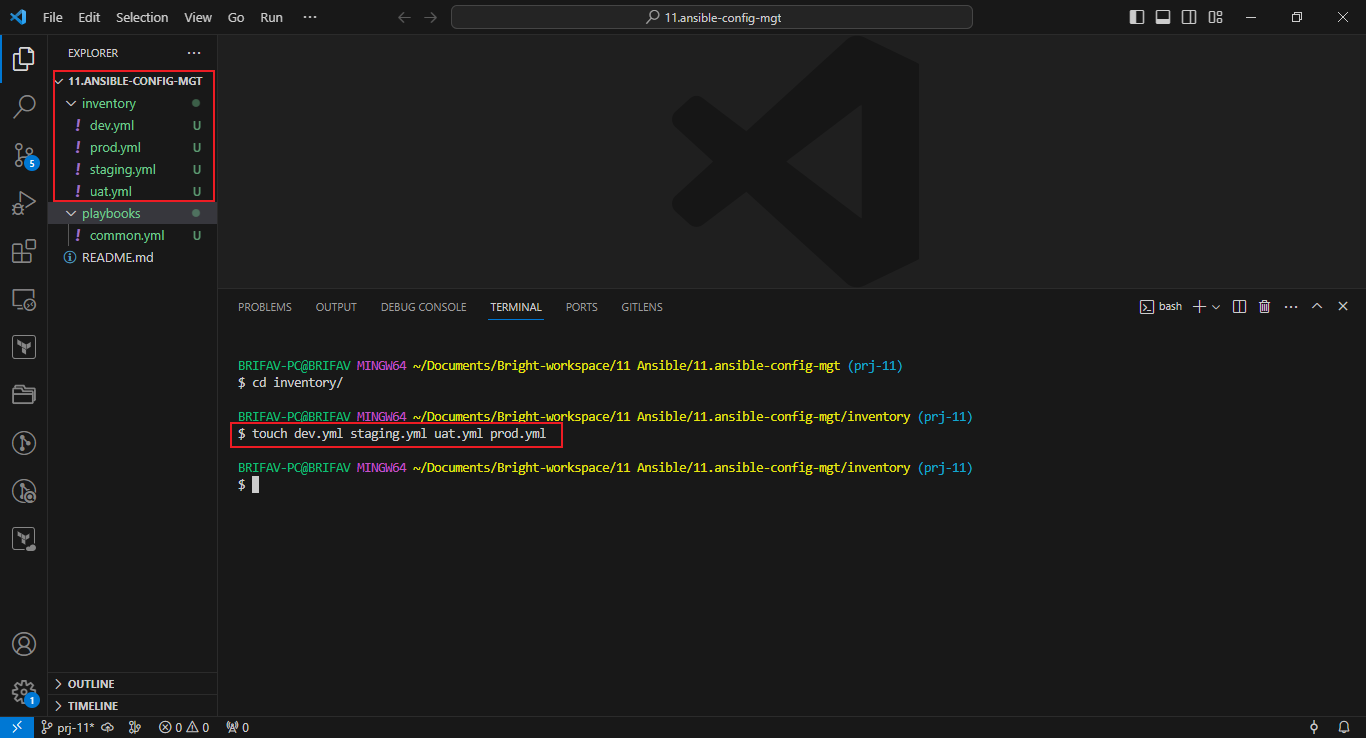 File Edit Selection View Go Run ···
11.ansible-config-mgt
EXPLORER ···
11.ANSIBLE-CONFIG-MGT
inventory
! dev.yml U
! prod.yml U
! staging.yml U
! uat.yml U
playbooks
! common.yml U
README.md
5
PROBLEMS OUTPUT DEBUG CONSOLE TERMINAL PORTS GITLENS
bash
BRIFAV-PC@BRIFAV MINGW64 ~/Documents/Bright-workspace/11 Ansible/11.ansible-config-mgt (prj-11)
$ cd inventory/
BRIFAV-PC@BRIFAV MINGW64 ~/Documents/Bright-workspace/11 Ansible/11.ansible-config-mgt/inventory (prj-11)
$ touch dev.yml staging.yml uat.yml prod.yml
BRIFAV-PC@BRIFAV MINGW64 ~/Documents/Bright-workspace/11 Ansible/11.ansible-config-mgt/inventory (prj-11)
$
OUTLINE
TIMELINE
1
prj-11* 0 0 0